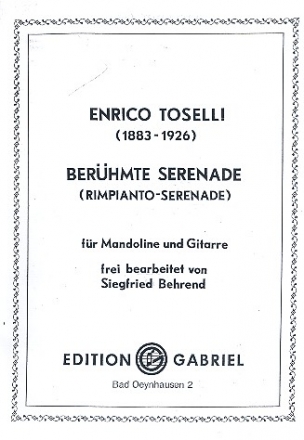 ENRICO TOSELLI
(1883-1926)
BERÜHMTE SERENADE
(RIMPIANTO-SERENADE)
für Mandoline und Gitarre
frei bearbeitet von
Siegfried Behrend
EDITION GABRIEL
Bad Oeynhausen 2